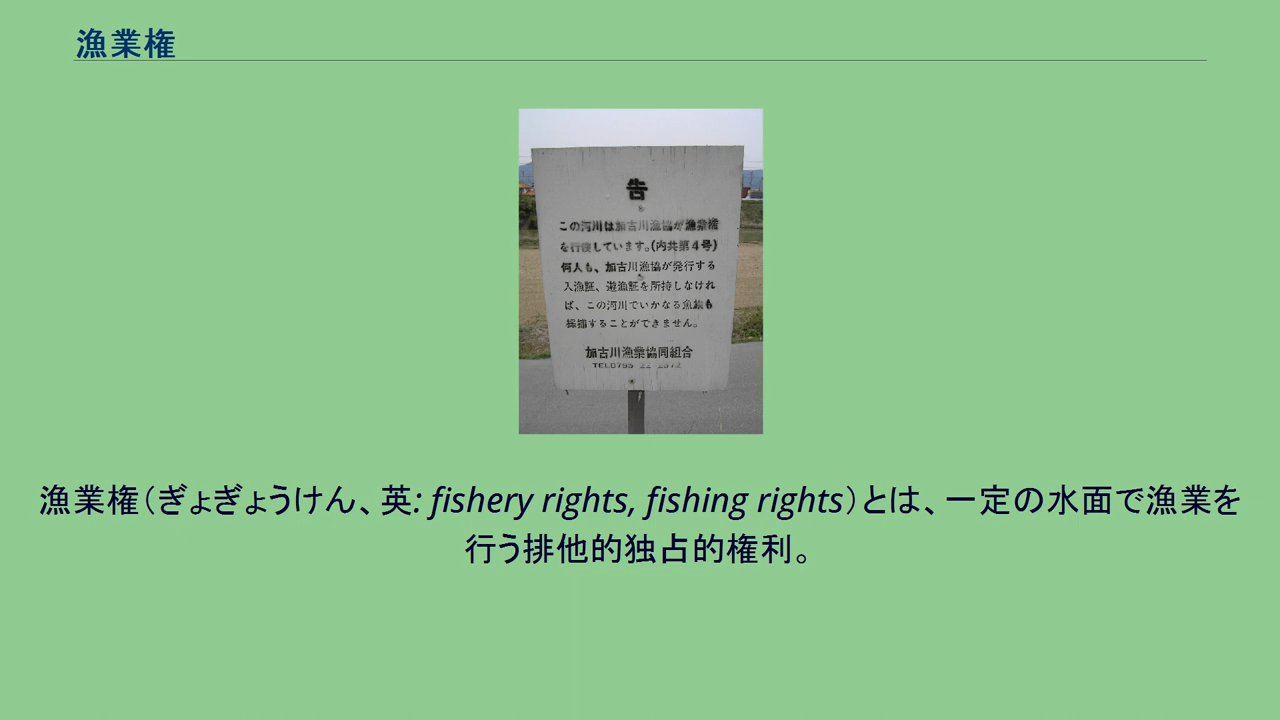 漁業権
告
この河川は加古川漁協が漁業権
を行使しています。(内共第4号)
何人も、加古川漁協が発行する
入漁証、遊漁証を所持しなけれ
ば、この河川でいかなる魚族も
採捕することができません。
加古川漁業協同組合
TEL0795
漁業権（ぎょぎょうけん、英: fishery rights, fishing rights）とは、一定の水面で漁業を
行う排他的独占的権利。